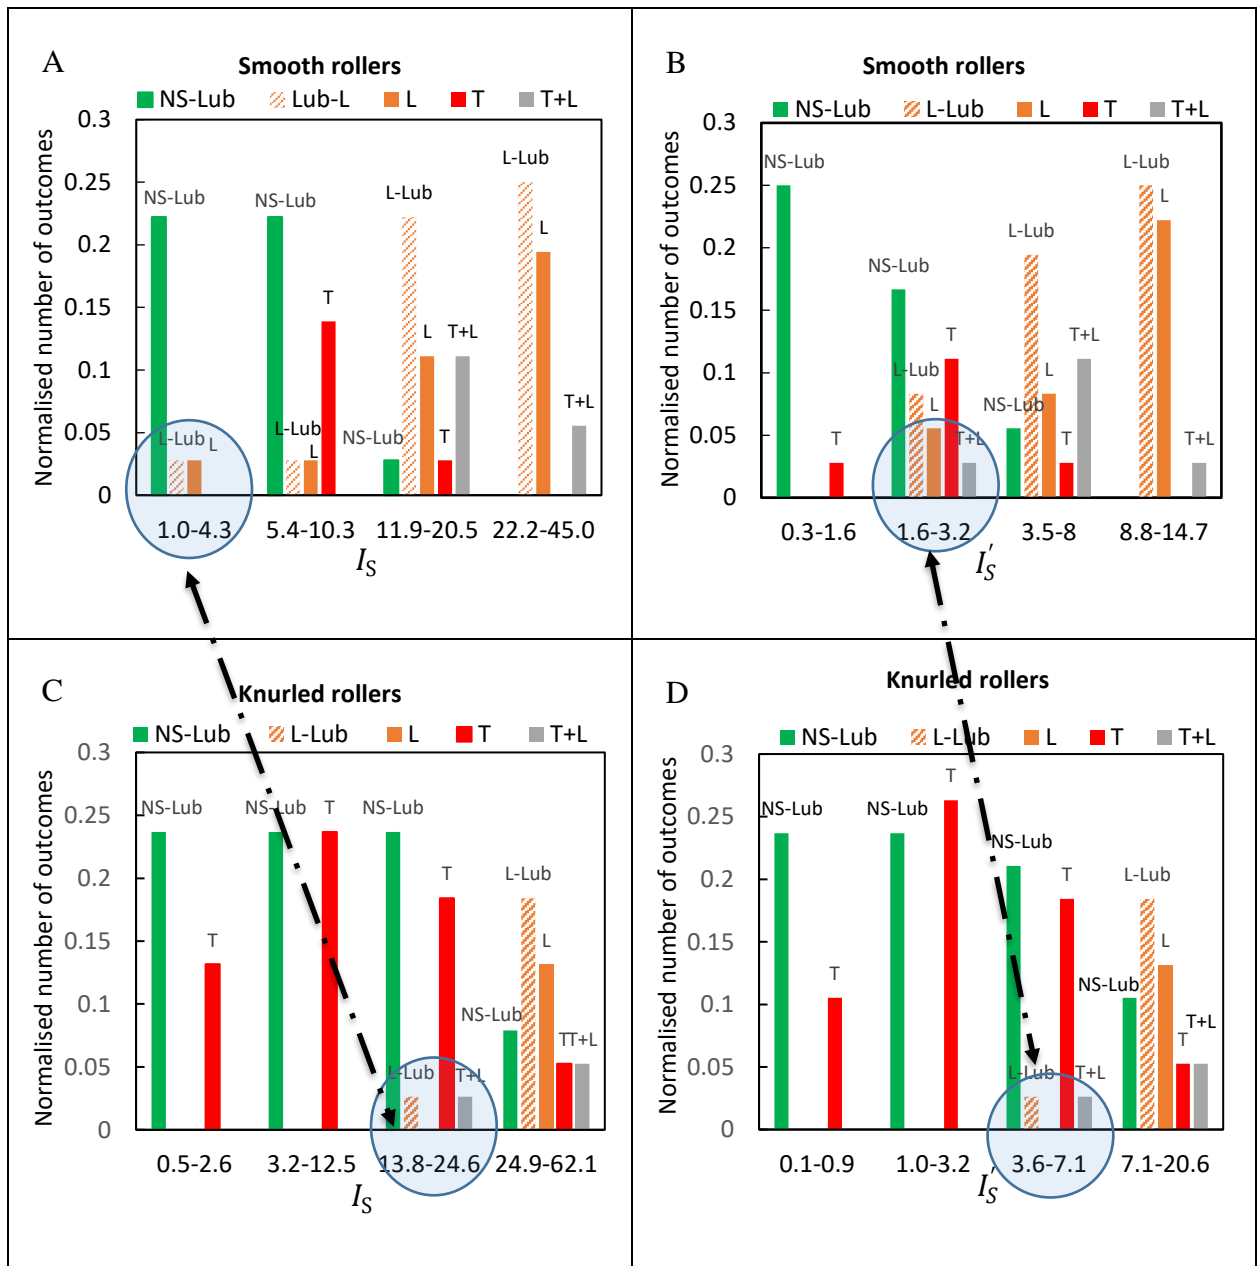 A
Smooth rollers
NS-Lub Lub-L L T T+L
Normalised number of outcomes
0.3
0.25
0.2
0.15
0.1
0.05
0
NS-Lub
L-Lub
L
NS-Lub
L-Lub
L
T
NS-Lub
L-Lub
L
T
T+L
L-Lub
L
T+L
1.0-4.3 5.4-10.3 11.9-20.5 22.2-45.0
I_S
B
Smooth rollers
NS-Lub L-Lub L T T+L
Normalised number of outcomes
0.3
0.25
0.2
0.15
0.1
0.05
0
NS-Lub
T
NS-Lub
L-Lub
L
T
T+L
NS-Lub
L-Lub
L
T
T+L
L-Lub
L
T+L
0.3-1.6 1.6-3.2 3.5-8 8.8-14.7
I'_S
C
Knurled rollers
NS-Lub L-Lub L T T+L
Normalised number of outcomes
0.3
0.25
0.2
0.15
0.1
0.05
0
NS-Lub
T
NS-Lub
T
NS-Lub
L-Lub
T
T+L
NS-Lub
L-Lub
L
T
T+L
0.5-2.6 3.2-12.5 13.8-24.6 24.9-62.1
I_S
D
Knurled rollers
NS-Lub L-Lub L T T+L
Normalised number of outcomes
0.3
0.25
0.2
0.15
0.1
0.05
0
NS-Lub
T
NS-Lub
T
NS-Lub
L-Lub
T
T+L
NS-Lub
L-Lub
L
T
T+L
0.1-0.9 1.0-3.2 3.6-7.1 7.1-20.6
I'_S